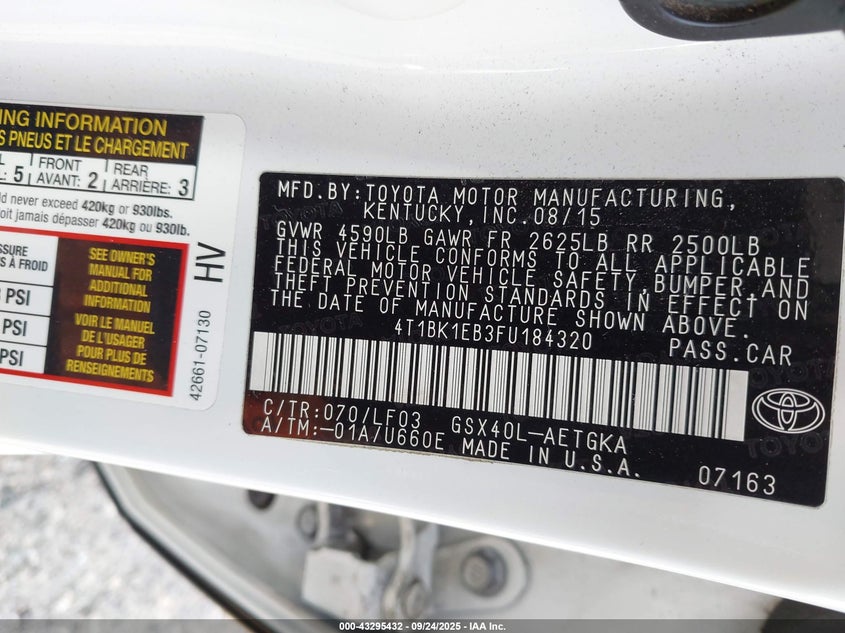 NG INFORMATION
S PNEUS ET LE CHARGEMENT
5 FRONT AVANT: 2 REAR ARRIÈRE: 3
ld never exceed 420kg or 930lbs.
oit jamais dépasser 420kg ou 930lb.
SSURE
S À FROID
PSI
PSI
PSI
SEE OWNER'S
MANUAL FOR
ADDITIONAL
INFORMATION
VOIR LE MANUEL
DE L'USAGER
POUR PLUS DE
RENSEIGNEMENTS
42661-07130
HV
MFD.BY:TOYOTA MOTOR MANUFACTURING,
KENTUCKY,INC.08/15
GVWR 4590LB GAWR FR 2625LB RR 2500LB
THIS VEHICLE CONFORMS TO ALL APPLICABLE
FEDERAL MOTOR VEHICLE SAFETY,BUMPER,AND
THEFT PREVENTION STANDARDS IN EFFECT ON
THE DATE OF MANUFACTURE SHOWN ABOVE.
4T1BK1EB3FU184320
PASS.CAR
C/TR:070/LF03 GSX40L-AETGKA
A/TM:-01A/U660E MADE IN U.S.A.
07163
000-43295432 - 09/24/2025 - IAA Inc.